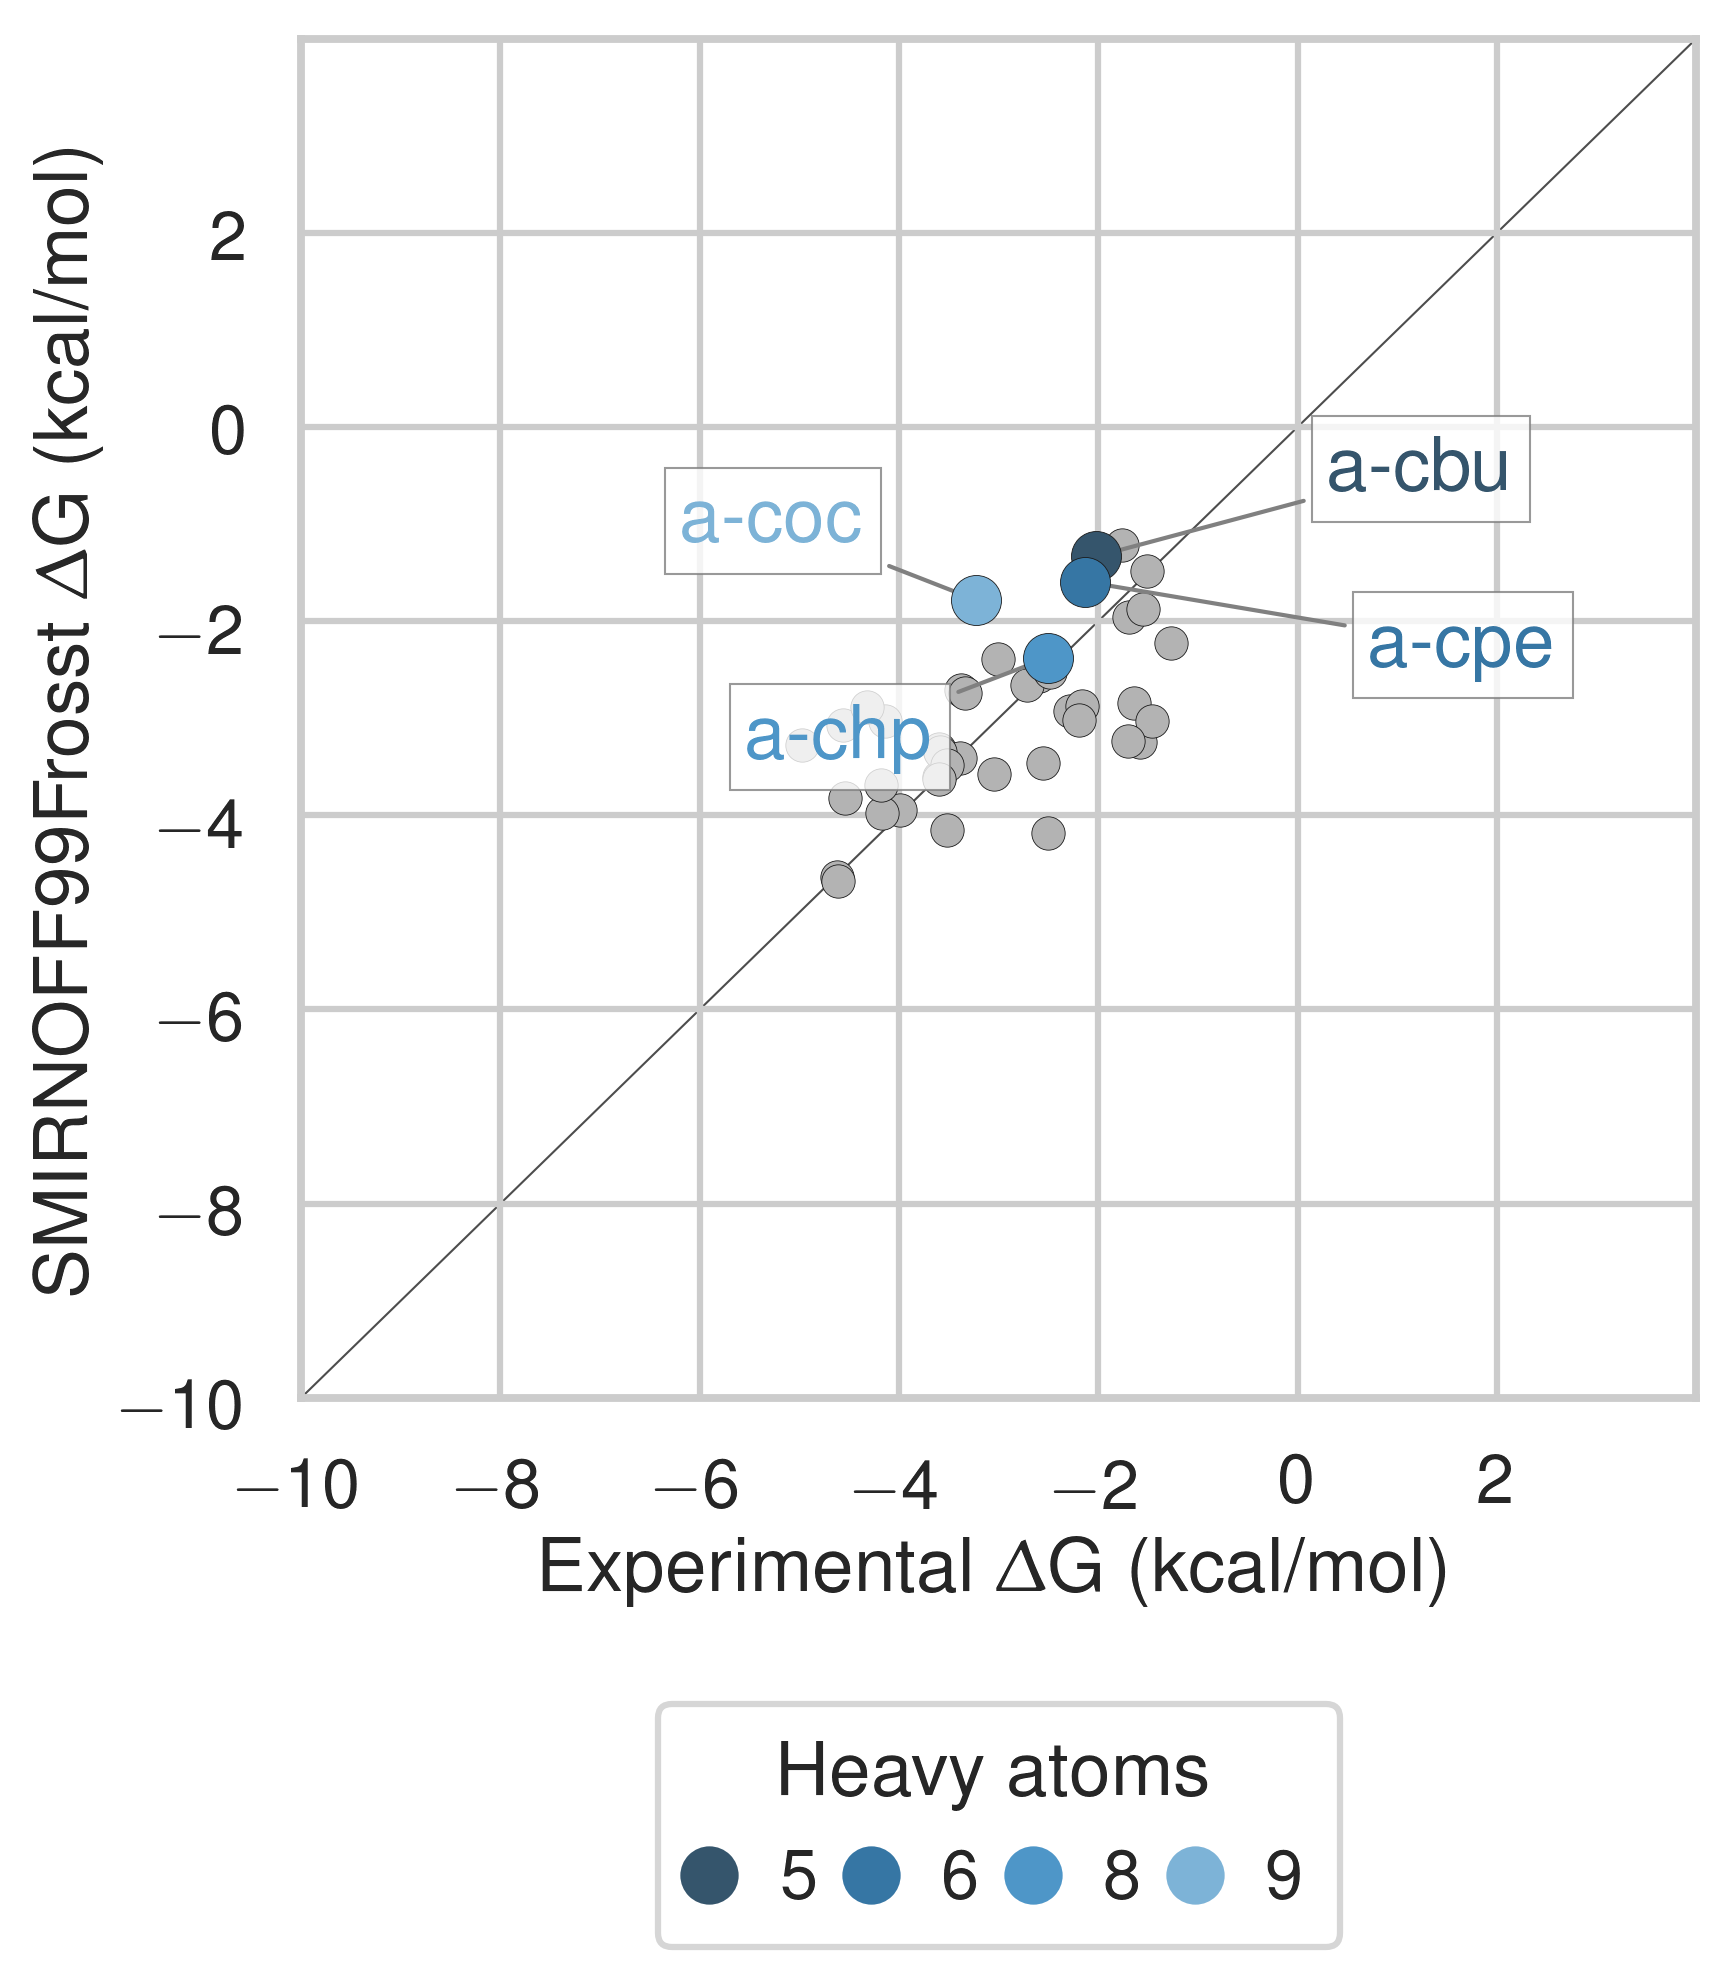 SMIRNOFF99Frosst ΔG (kcal/mol)
2
0
−2
−4
−6
−8
−10
a-cbu
a-coc
a-cpe
a-chp
−10 −8 −6 −4 −2 0 2
Experimental ΔG (kcal/mol)
Heavy atoms
5 6 8 9